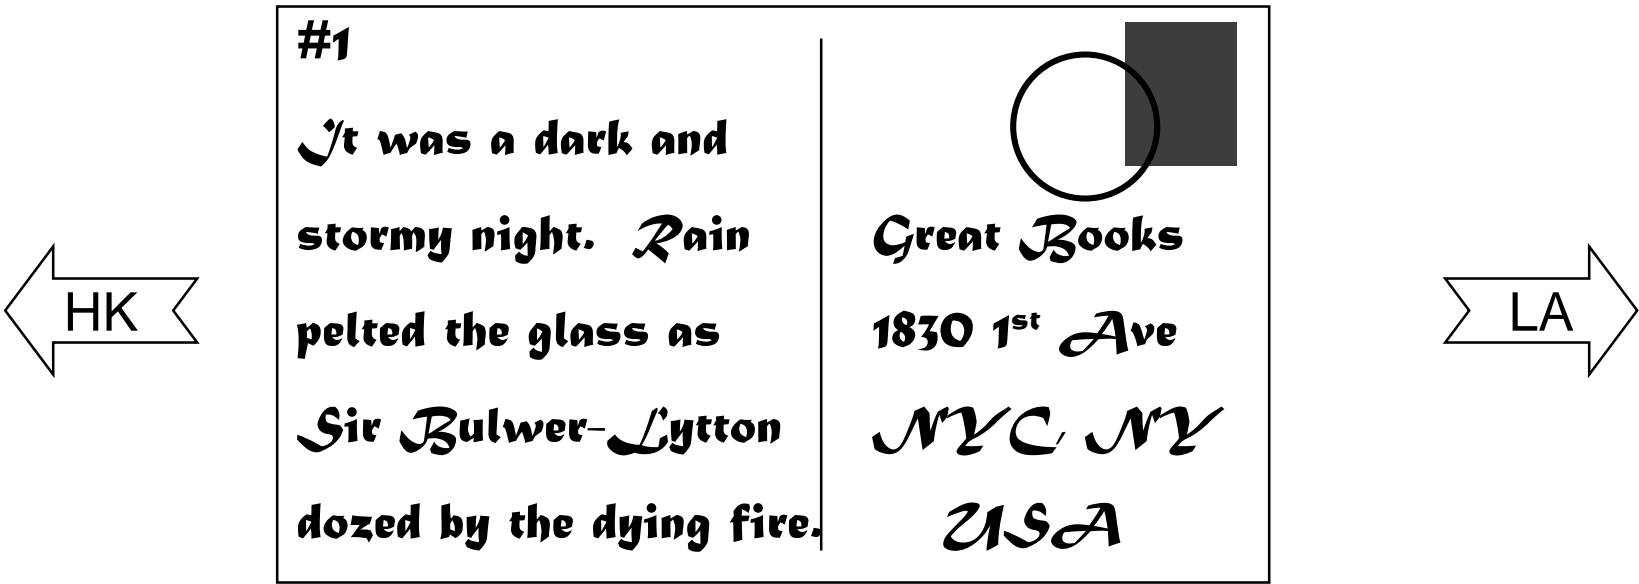 #1
It was a dark and
stormy night. Rain
pelted the glass as
Sir Bulwer-Lytton
dozed by the dying fire.
Great Books
1830 1st Ave
NYC, NY
USA
HK
LA